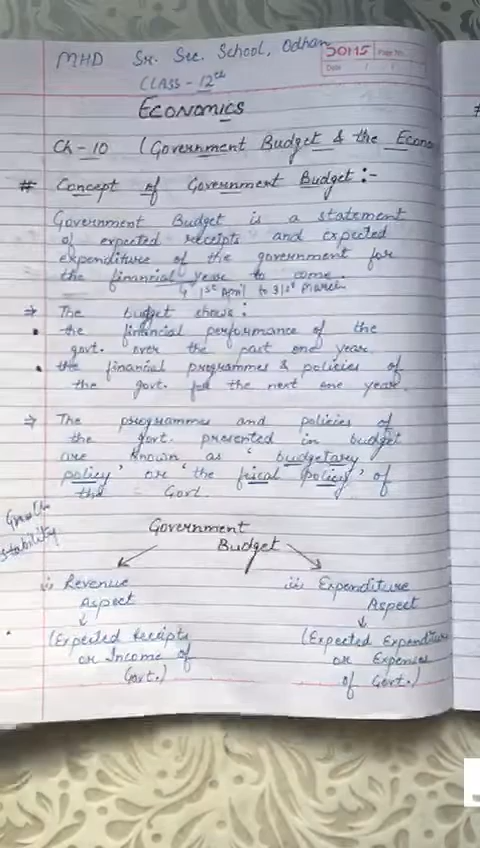 MHD Sr. Sec. School, Odhan
DOMS Page No.
Date / /
CLASS - 12th
ECONOMICS
Ch - 10 (Government Budget & the Econo
# Concept of Government Budget :-
Government Budget is a statement
of expected receipts and expected
expenditure of the government for
the financial year to come.
↳ 1st April to 31st March
⇒ The budget shows :
• the financial performance of the
govt. over the past one year.
• the financial programmes & policies of
the govt. for the next one year.
⇒ The programmes and policies of
the govt. presented in budget
are known as 'budgetary
policy' or 'the fiscal policy' of
the Govt.
Growth
stability
Government
Budget
i) Revenue
Aspect
↓
(Expected Receipts
or Income of
Govt.)
ii) Expenditure
Aspect
↓
(Expected Expenditure
or Expenses
of Govt.)
#